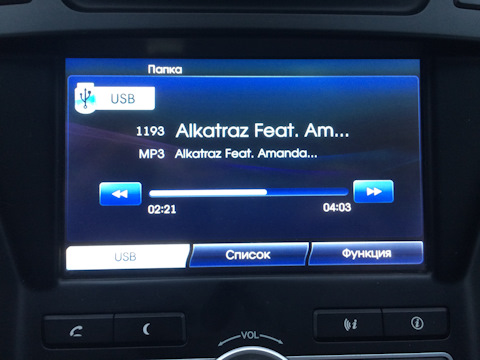 Папка
USB
1193 Alkatraz Feat. Am...
MP3 Alkatraz Feat. Amanda...
02:21 04:03
USB Список Функция
VOL